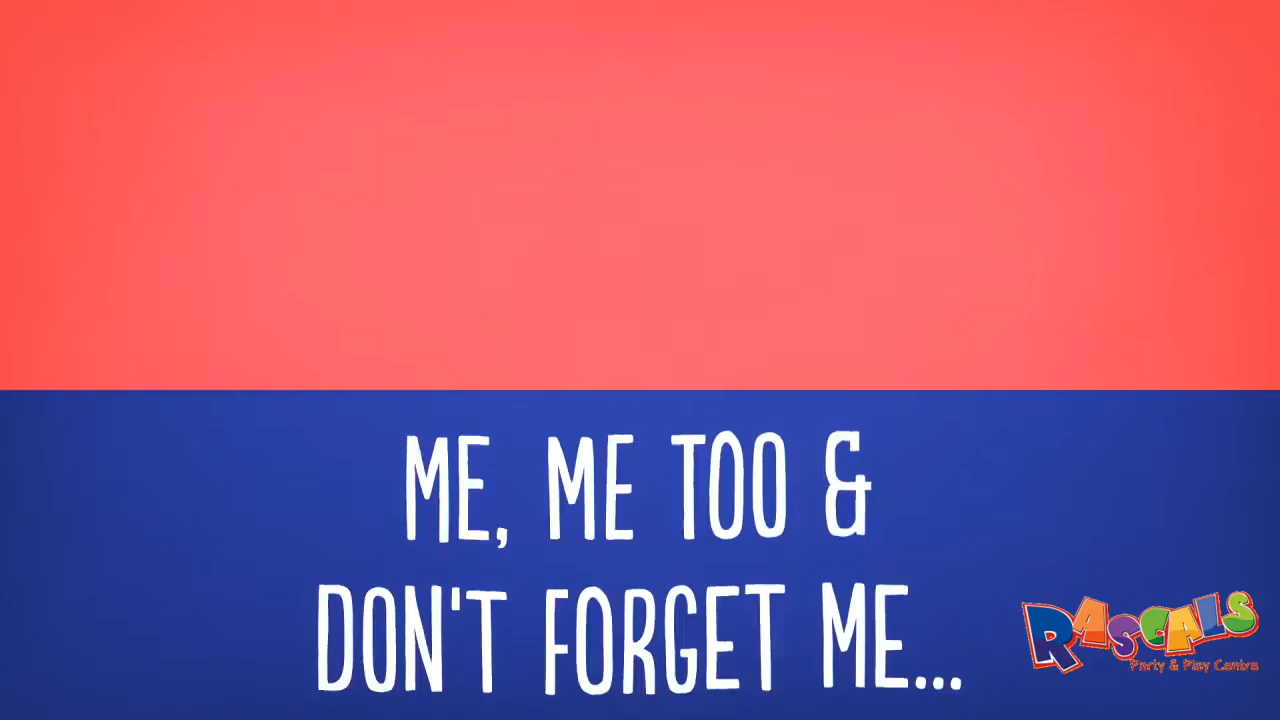 ME, ME TOO &
DON'T FORGET ME...
RASCALS
Party & Play Centre